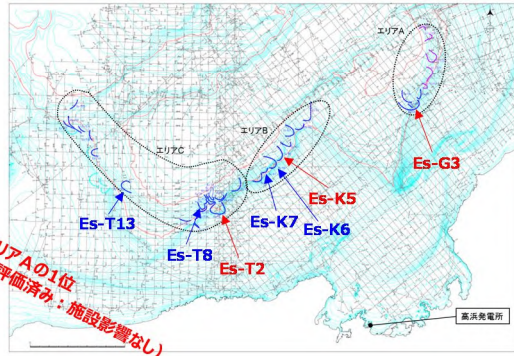 エリアA
エリアB
エリアC
Es-G3
Es-K5
Es-K6
Es-K7
Es-T13
Es-T8
Es-T2
リアAの1位
評価済み：施設影響なし）
高浜発電所